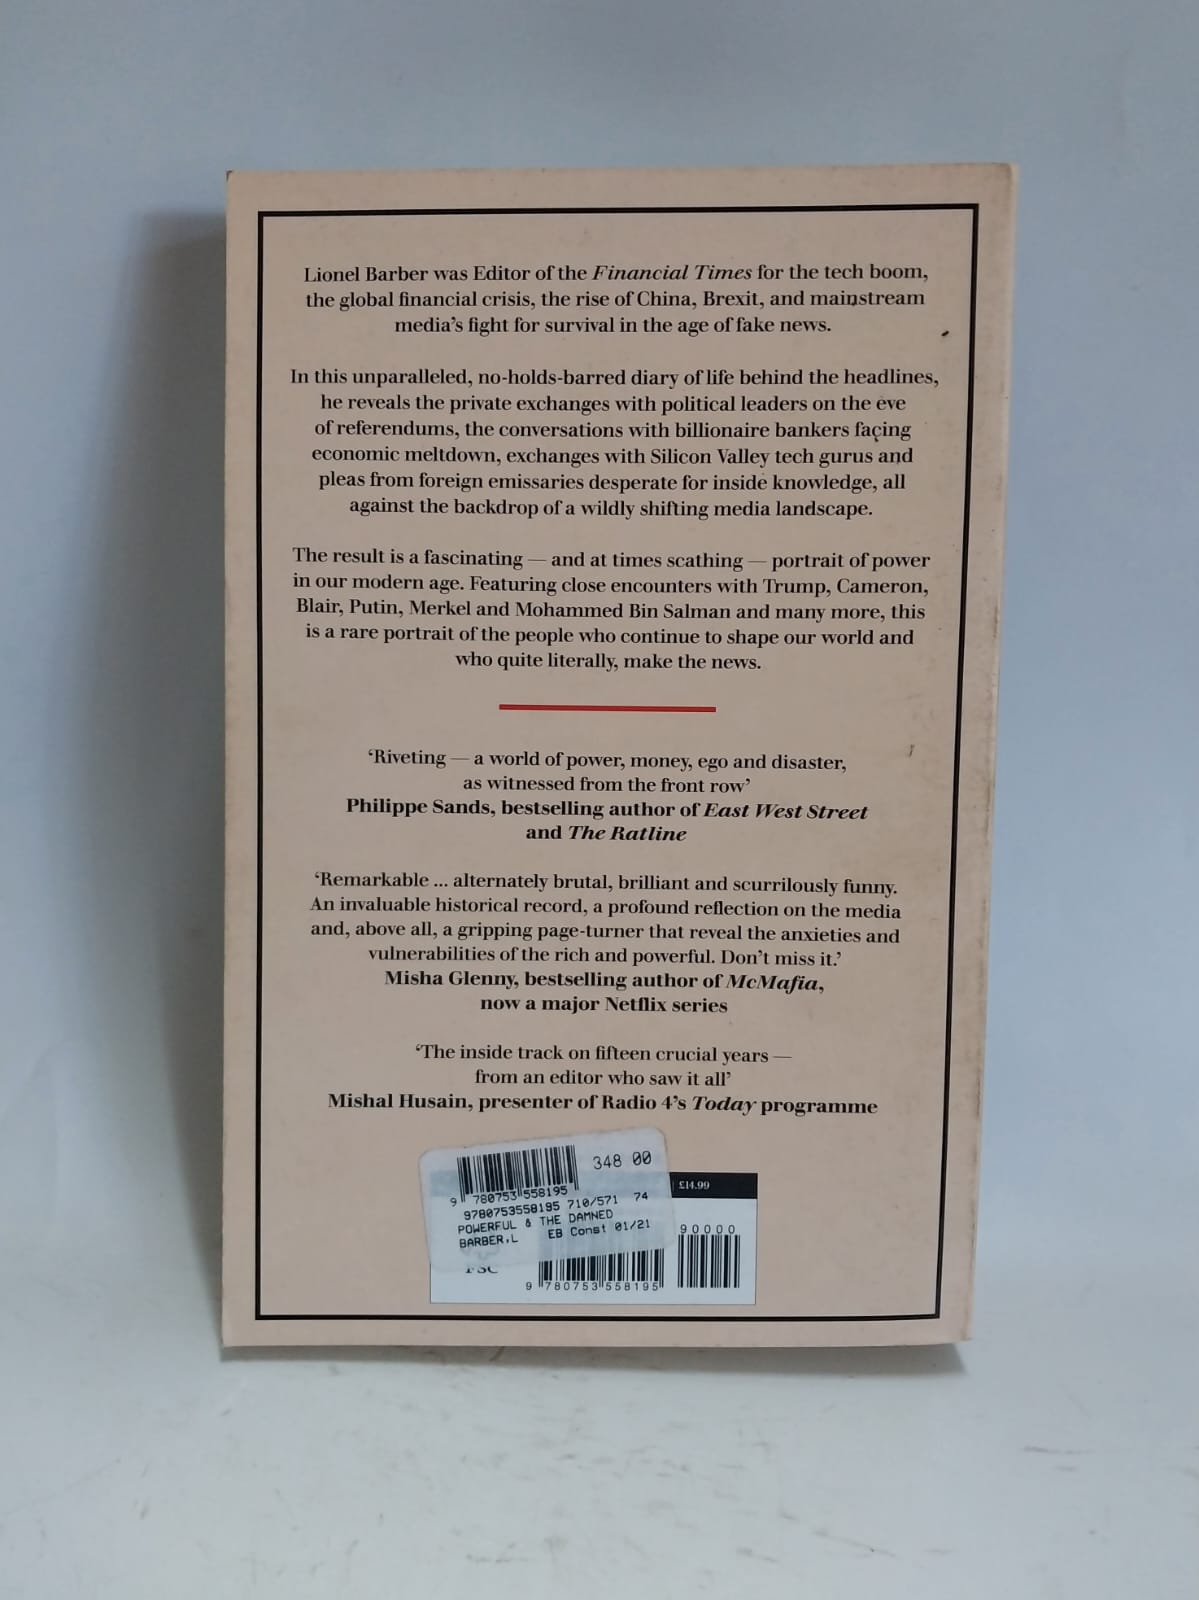 Lionel Barber was Editor of the Financial Times for the tech boom,
the global financial crisis, the rise of China, Brexit, and mainstream
media's fight for survival in the age of fake news.
In this unparalleled, no-holds-barred diary of life behind the headlines,
he reveals the private exchanges with political leaders on the eve
of referendums, the conversations with billionaire bankers facing
economic meltdown, exchanges with Silicon Valley tech gurus and
pleas from foreign emissaries desperate for inside knowledge, all
against the backdrop of a wildly shifting media landscape.
The result is a fascinating — and at times scathing — portrait of power
in our modern age. Featuring close encounters with Trump, Cameron,
Blair, Putin, Merkel and Mohammed Bin Salman and many more, this
is a rare portrait of the people who continue to shape our world and
who quite literally, make the news.
‘Riveting — a world of power, money, ego and disaster,
as witnessed from the front row’
Philippe Sands, bestselling author of East West Street
and The Ratline
‘Remarkable ... alternately brutal, brilliant and scurrilously funny.
An invaluable historical record, a profound reflection on the media
and, above all, a gripping page-turner that reveal the anxieties and
vulnerabilities of the rich and powerful. Don’t miss it.’
Misha Glenny, bestselling author of McMafia,
now a major Netflix series
‘The inside track on fifteen crucial years —
from an editor who saw it all’
Mishal Husain, presenter of Radio 4’s Today programme
348 00
9 780753 558195
9780753558195 710/571 74
POWERFUL & THE DAMNED
BARBER,L EB Const 01/21
£14.99
90000
9 780753 558195